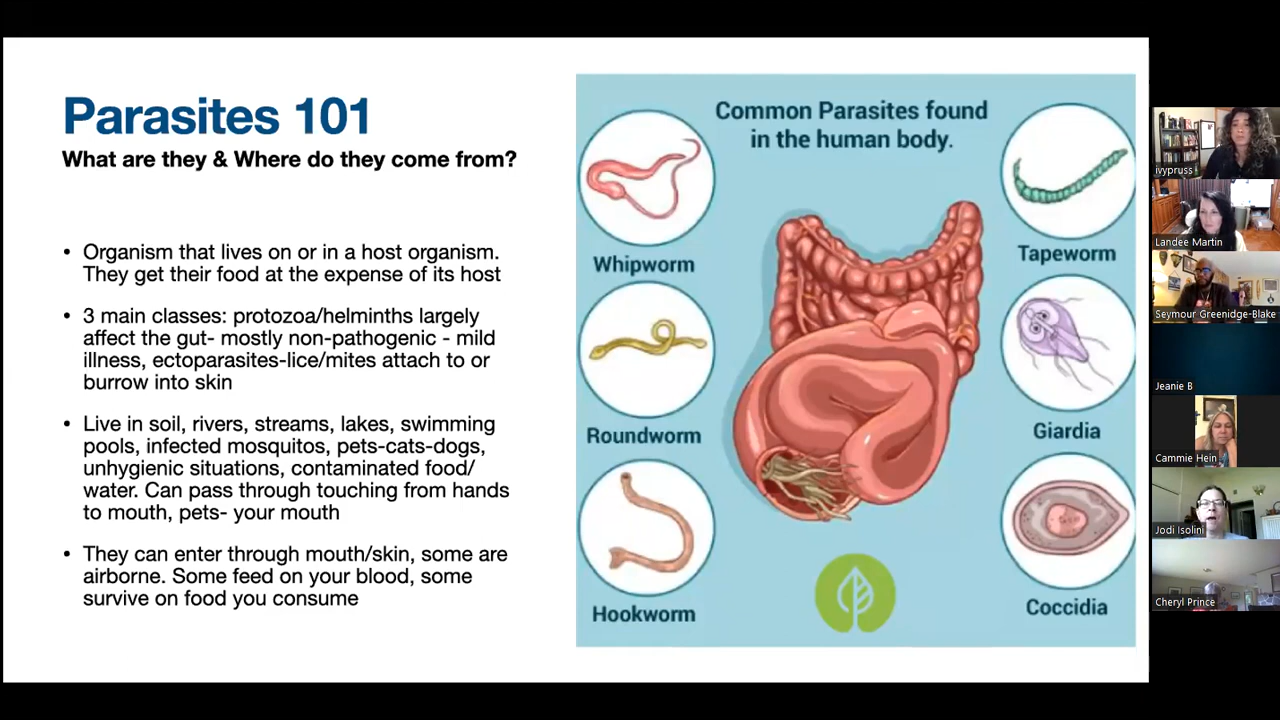 Parasites 101
What are they & Where do they come from?
• Organism that lives on or in a host organism.
They get their food at the expense of its host
• 3 main classes: protozoa/helminths largely
affect the gut- mostly non-pathogenic - mild
illness, ectoparasites-lice/mites attach to or
burrow into skin
• Live in soil, rivers, streams, lakes, swimming
pools, infected mosquitos, pets-cats-dogs,
unhygienic situations, contaminated food/
water. Can pass through touching from hands
to mouth, pets- your mouth
• They can enter through mouth/skin, some are
airborne. Some feed on your blood, some
survive on food you consume
Common Parasites found
in the human body.
Whipworm
Tapeworm
Roundworm
Giardia
Hookworm
Coccidia
ivypruss
Landee Martin
Seymour Greenidge-Blake
Jeanie B
Cammie Hein
Jodi Isolini
Cheryl Prince